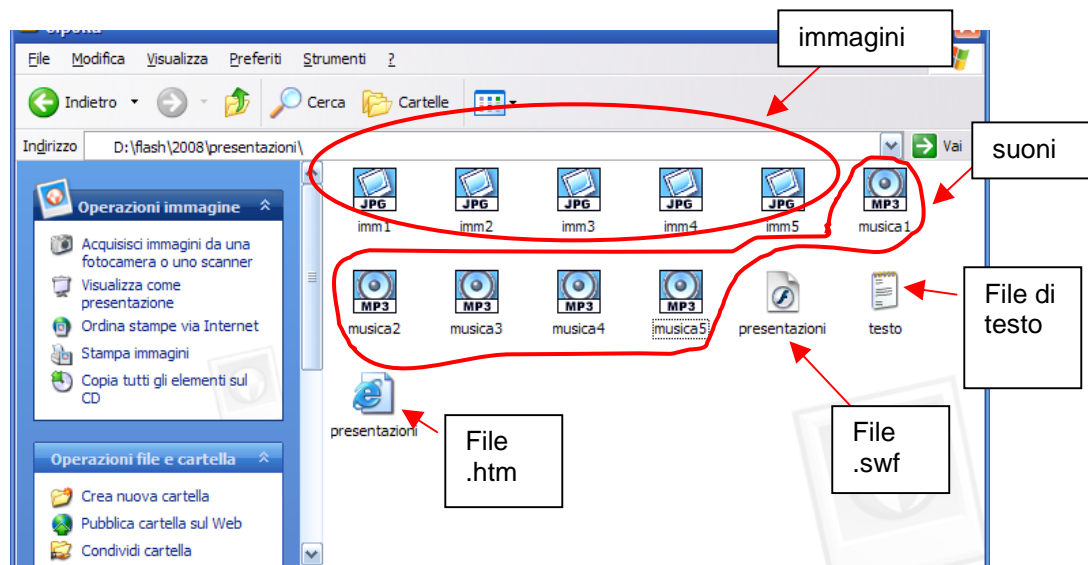 immagini
File Modifica Visualizza Preferiti Strumenti ?
Indietro Cerca Cartelle
Indirizzo D:\flash\2008\presentazioni\ Vai
suoni
Operazioni immagine
Acquisisci immagini da una
fotocamera o uno scanner
Visualizza come
presentazione
Ordina stampe via Internet
Stampa immagini
Copia tutti gli elementi sul
CD
Operazioni file e cartella
Crea nuova cartella
Pubblica cartella sul Web
Condividi cartella
JPG JPG JPG JPG JPG MP3
imm1 imm2 imm3 imm4 imm5 musica1
MP3 MP3 MP3 MP3
musica2 musica3 musica4 musica5 presentazioni testo
File di
testo
presentazioni
File
.htm
File
.swf